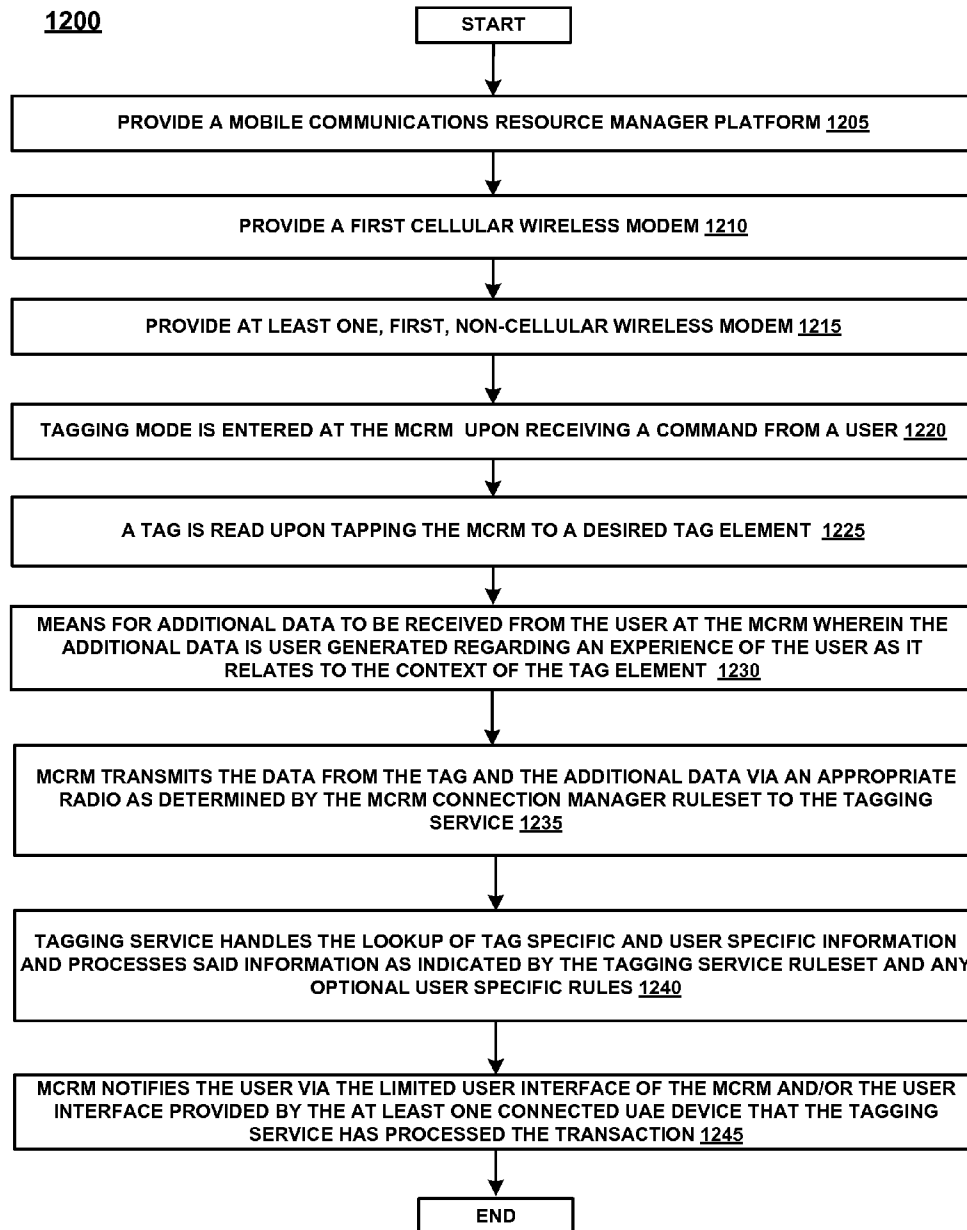 1200
START
PROVIDE A MOBILE COMMUNICATIONS RESOURCE MANAGER PLATFORM 1205
PROVIDE A FIRST CELLULAR WIRELESS MODEM 1210
PROVIDE AT LEAST ONE, FIRST, NON-CELLULAR WIRELESS MODEM 1215
TAGGING MODE IS ENTERED AT THE MCRM UPON RECEIVING A COMMAND FROM A USER 1220
A TAG IS READ UPON TAPPING THE MCRM TO A DESIRED TAG ELEMENT 1225
MEANS FOR ADDITIONAL DATA TO BE RECEIVED FROM THE USER AT THE MCRM WHEREIN THE
ADDITIONAL DATA IS USER GENERATED REGARDING AN EXPERIENCE OF THE USER AS IT
RELATES TO THE CONTEXT OF THE TAG ELEMENT 1230
MCRM TRANSMITS THE DATA FROM THE TAG AND THE ADDITIONAL DATA VIA AN APPROPRIATE
RADIO AS DETERMINED BY THE MCRM CONNECTION MANAGER RULESET TO THE TAGGING
SERVICE 1235
TAGGING SERVICE HANDLES THE LOOKUP OF TAG SPECIFIC AND USER SPECIFIC INFORMATION
AND PROCESSES SAID INFORMATION AS INDICATED BY THE TAGGING SERVICE RULESET AND ANY
OPTIONAL USER SPECIFIC RULES 1240
MCRM NOTIFIES THE USER VIA THE LIMITED USER INTERFACE OF THE MCRM AND/OR THE USER
INTERFACE PROVIDED BY THE AT LEAST ONE CONNECTED UAE DEVICE THAT THE TAGGING
SERVICE HAS PROCESSED THE TRANSACTION 1245
END